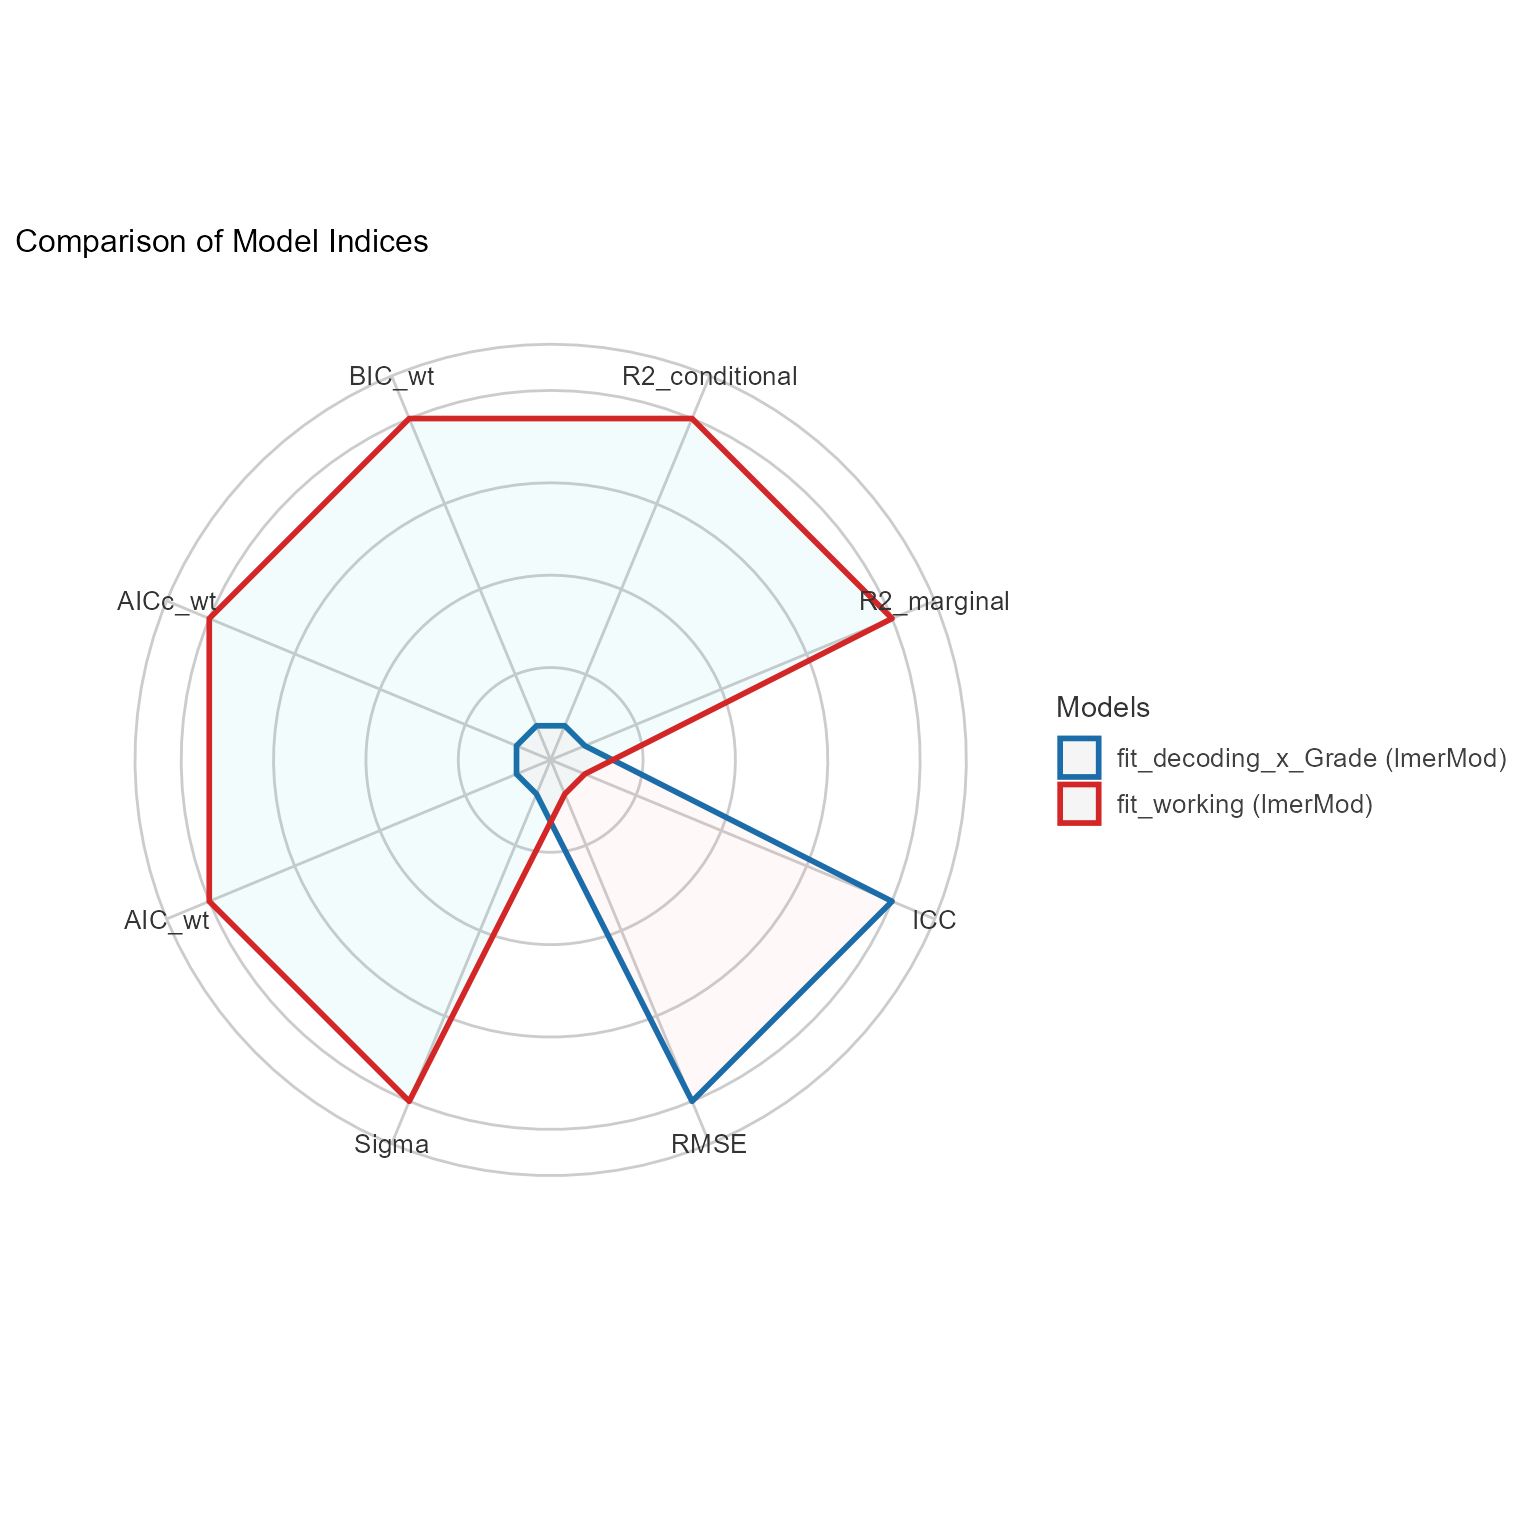 Comparison of Model Indices
BIC_wt
R2_conditional
AICc_wt
R2_marginal
AIC_wt
ICC
Sigma
RMSE
Models
fit_decoding_x_Grade (lmerMod)
fit_working (lmerMod)